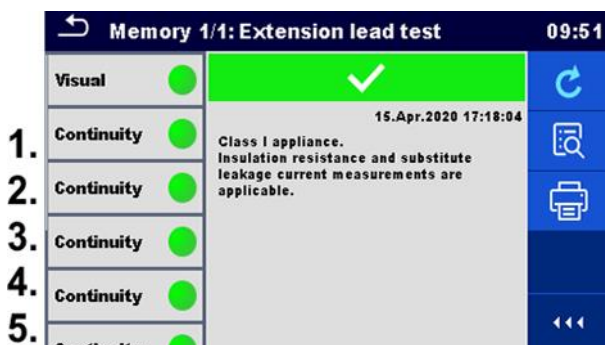 Memory 1/1: Extension lead test 09:51
Visual
15.Apr.2020 17:18:04
1. Continuity
Class I appliance.
Insulation resistance and substitute
leakage current measurements are
applicable.
2. Continuity
3. Continuity
4. Continuity
5.